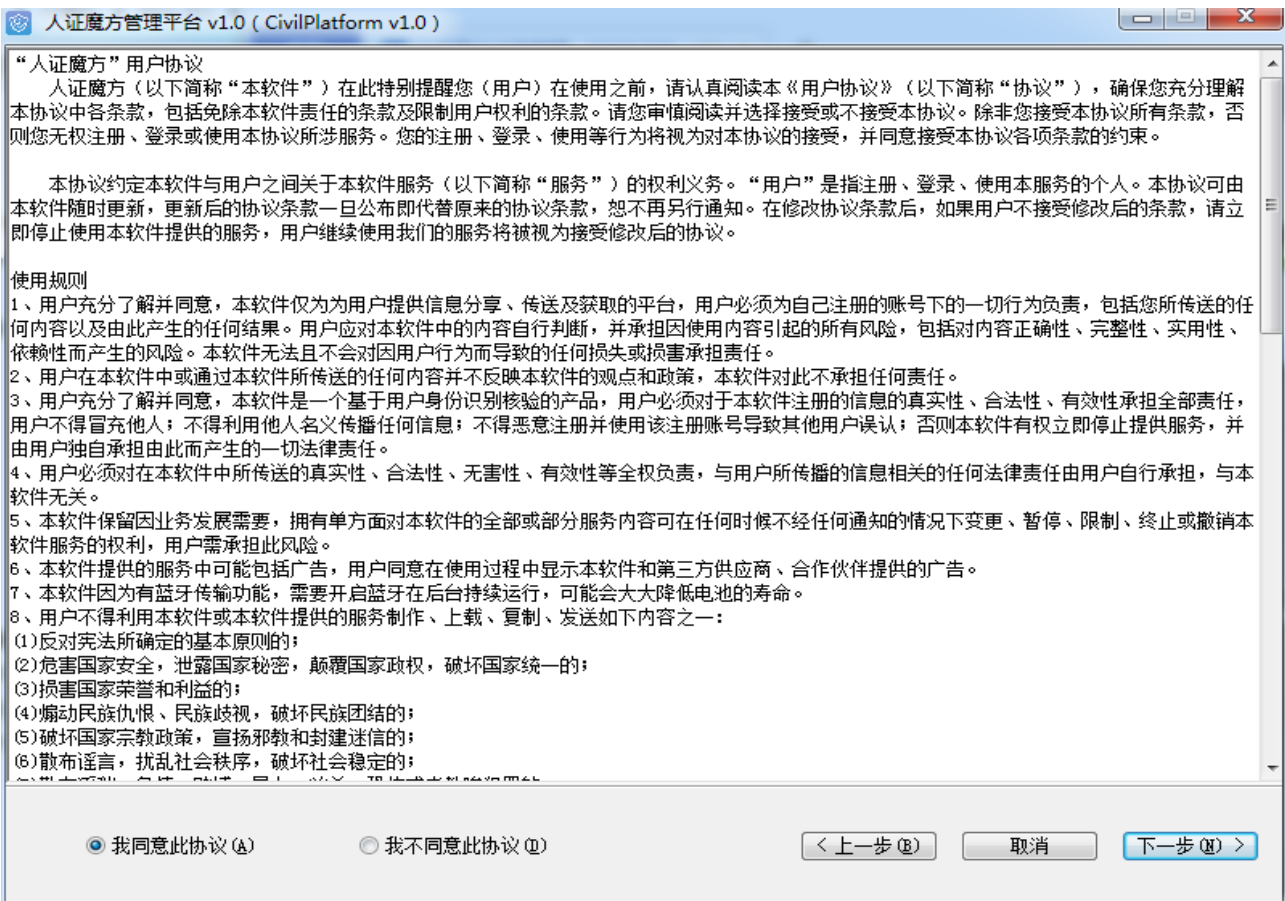 人证魔方管理平台 v1.0 ( CivilPlatform v1.0 )
“人证魔方”用户协议
人证魔方（以下简称“本软件”）在此特别提醒您（用户）在使用之前，请认真阅读本《用户协议》（以下简称“协议”），确保您充分理解
本协议中各条款，包括免除本软件责任的条款及限制用户权利的条款。请您审慎阅读并选择接受或不接受本协议。除非您接受本协议所有条款，否
则您无权注册、登录或使用本协议所涉服务。您的注册、登录、使用等行为将视为对本协议的接受，并同意接受本协议各项条款的约束。
本协议约定本软件与用户之间关于本软件服务（以下简称“服务”）的权利义务。“用户”是指注册、登录、使用本服务的个人。本协议可由
本软件随时更新，更新后的协议条款一旦公布即代替原来的协议条款，恕不再另行通知。在修改协议条款后，如果用户不接受修改后的条款，请立
即停止使用本软件提供的服务，用户继续使用我们的服务将被视为接受修改后的协议。
使用规则
1、用户充分了解并同意，本软件仅为为用户提供信息分享、传送及获取的平台，用户必须为自己注册的账号下的一切行为负责，包括您所传送的任
何内容以及由此产生的任何结果。用户应对本软件中的内容自行判断，并承担因使用内容引起的所有风险，包括对内容正确性、完整性、实用性、
依赖性而产生的风险。本软件无法且不会对因用户行为而导致的任何损失或损害承担责任。
2、用户在本软件中或通过本软件所传送的任何内容并不反映本软件的观点和政策，本软件对此不承担任何责任。
3、用户充分了解并同意，本软件是一个基于用户身份识别核验的产品，用户必须对于本软件注册的信息的真实性、合法性、有效性承担全部责任，
用户不得冒充他人；不得利用他人名义传播任何信息；不得恶意注册并使用该注册账号导致其他用户误认；否则本软件有权立即停止提供服务，并
由用户独自承担由此而产生的一切法律责任。
4、用户必须对在本软件中所传送的真实性、合法性、无害性、有效性等全权负责，与用户所传播的信息相关的任何法律责任由用户自行承担，与本
软件无关。
5、本软件保留因业务发展需要，拥有单方面对本软件的全部或部分服务内容可在任何时候不经任何通知的情况下变更、暂停、限制、终止或撤销本
软件服务的权利，用户需承担此风险。
6、本软件提供的服务中可能包括广告，用户同意在使用过程中显示本软件和第三方供应商、合作伙伴提供的广告。
7、本软件因为有蓝牙传输功能，需要开启蓝牙在后台持续运行，可能会大大降低电池的寿命。
8、用户不得利用本软件或本软件提供的服务制作、上载、复制、发送如下内容之一：
(1)反对宪法所确定的基本原则的；
(2)危害国家安全，泄露国家秘密，颠覆国家政权，破坏国家统一的；
(3)损害国家荣誉和利益的；
(4)煽动民族仇恨、民族歧视，破坏民族团结的；
(5)破坏国家宗教政策，宣扬邪教和封建迷信的；
(6)散布谣言，扰乱社会秩序，破坏社会稳定的；
我同意此协议(A) 我不同意此协议(D) < 上一步(B) 取消 下一步(N) >